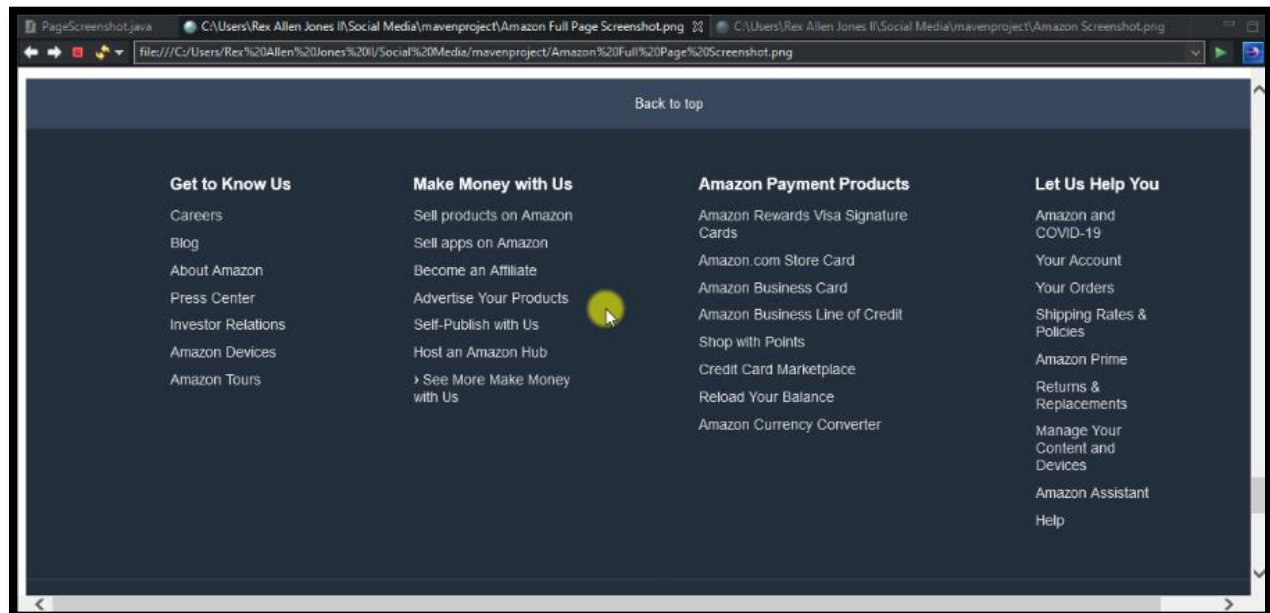 PageScreenshot.java
C:\Users\Rex Allen Jones II\Social Media\mavenproject\Amazon Full Page Screenshot.png
C:\Users\Rex Allen Jones II\Social Media\mavenproject\Amazon Screenshot.png
file:///C:/Users/Rex%20Allen%20Jones%20II/Social%20Media/mavenproject/Amazon%20Full%20Page%20Screenshot.png
Back to top
Get to Know Us
Careers
Blog
About Amazon
Press Center
Investor Relations
Amazon Devices
Amazon Tours
Make Money with Us
Sell products on Amazon
Sell apps on Amazon
Become an Affiliate
Advertise Your Products
Self-Publish with Us
Host an Amazon Hub
› See More Make Money
with Us
Amazon Payment Products
Amazon Rewards Visa Signature
Cards
Amazon.com Store Card
Amazon Business Card
Amazon Business Line of Credit
Shop with Points
Credit Card Marketplace
Reload Your Balance
Amazon Currency Converter
Let Us Help You
Amazon and
COVID-19
Your Account
Your Orders
Shipping Rates &
Policies
Amazon Prime
Returns &
Replacements
Manage Your
Content and
Devices
Amazon Assistant
Help